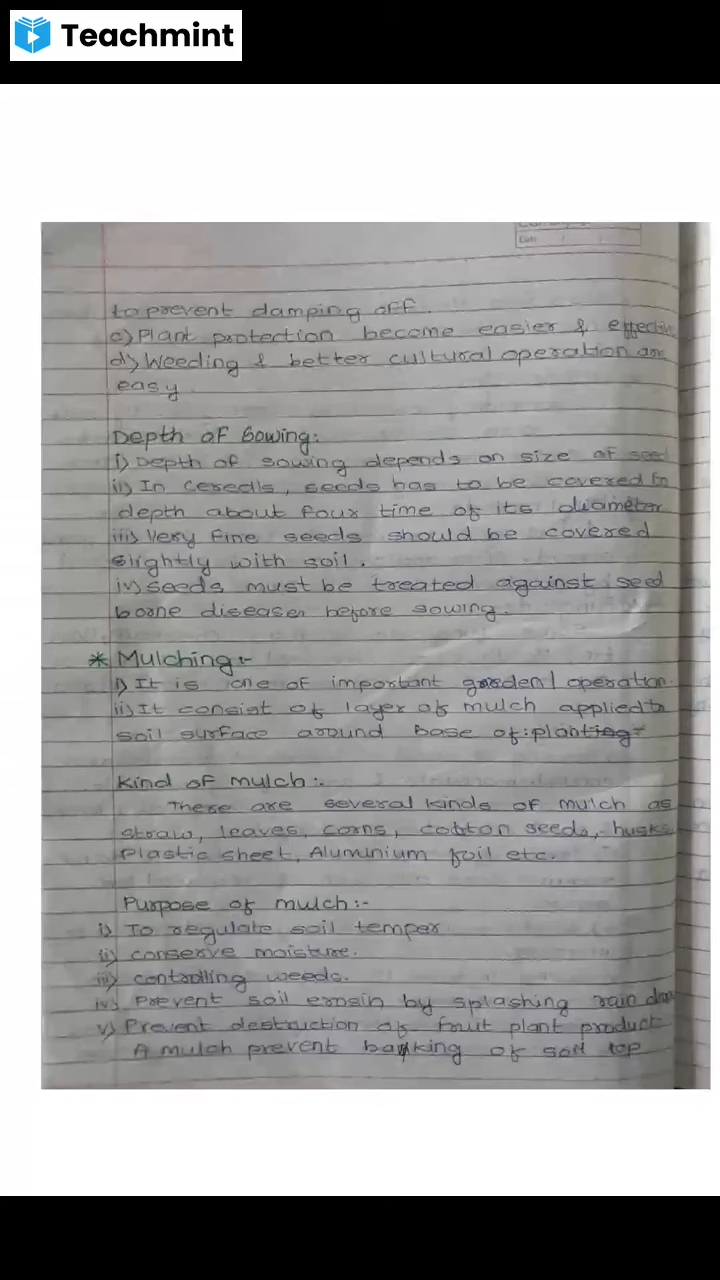 Teachmint
Date
to prevent damping off.
c) Plant protection become easier & effective
d) Weeding & better cultural operation are
easy
Depth of Sowing:
i) Depth of sowing depends on size of seed
ii) In cereals, seeds has to be covered to
depth about four time of its diameter
iii) Very fine seeds should be covered
slightly with soil.
iv) seeds must be treated against seed
borne diseases before sowing.
* Mulching:-
i) It is one of important garden operation.
ii) It consist of layer of mulch applied to
soil surface around base of planting
Kind of mulch:-
There are several kinds of mulch as
straw, leaves, corns, cotton seeds, husks
Plastic sheet, Aluminium foil etc.
Purpose of mulch:-
i) To regulate soil temper
ii) conserve moisture.
iii) controlling weeds.
iv) Prevent soil erosin by splashing rain
v) Prevent destruction of fruit plant product
A mulch prevent baking of soil top